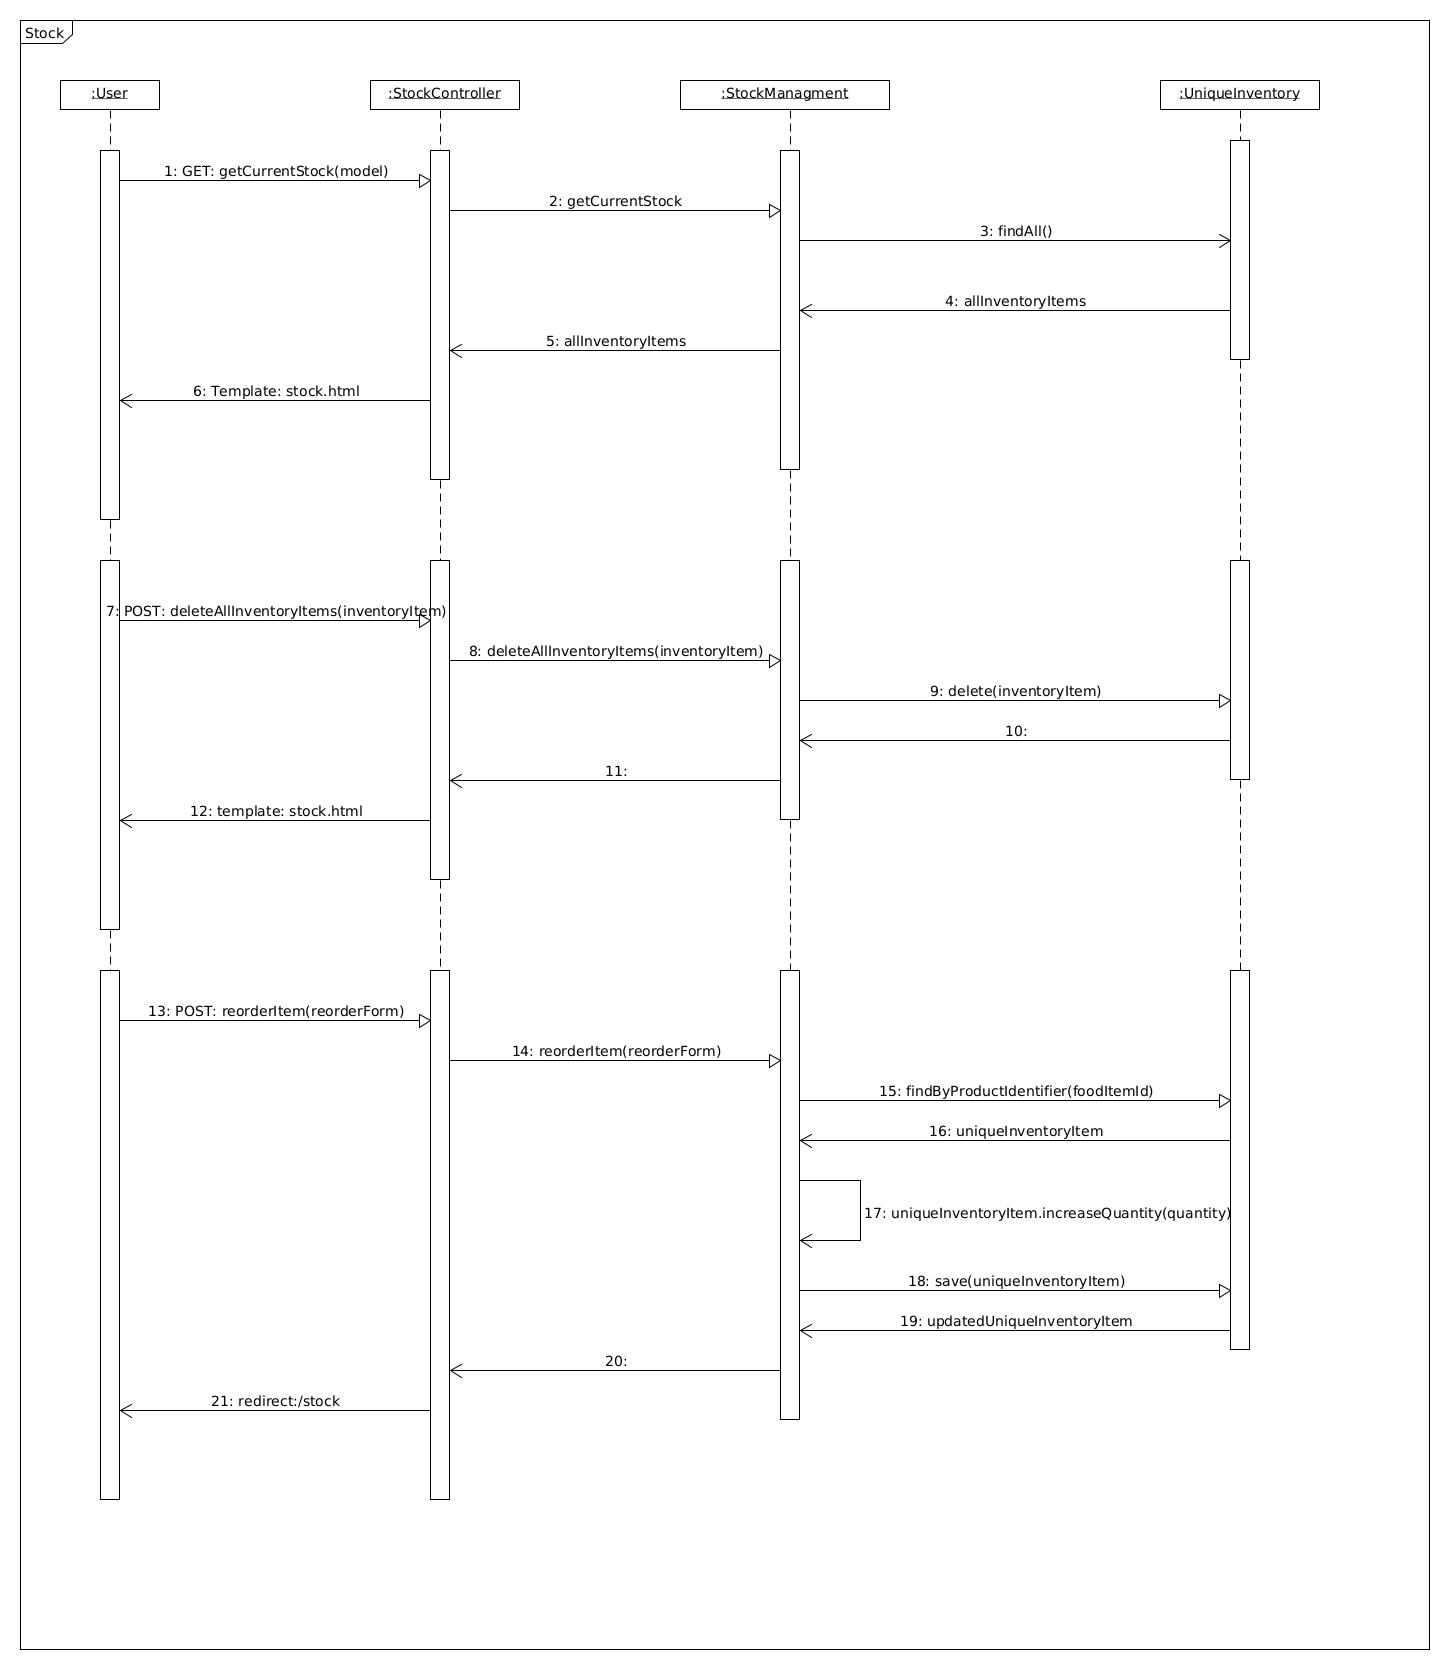 Stock
:User
:StockController
:StockManagment
:UniqueInventory
1: GET: getCurrentStock(model)
2: getCurrentStock
3: findAll()
4: allInventoryItems
5: allInventoryItems
6: Template: stock.html
7: POST: deleteAllInventoryItems(inventoryItem)
8: deleteAllInventoryItems(inventoryItem)
9: delete(inventoryItem)
10:
11:
12: template: stock.html
13: POST: reorderItem(reorderForm)
14: reorderItem(reorderForm)
15: findByProductIdentifier(foodItemId)
16: uniqueInventoryItem
17: uniqueInventoryItem.increaseQuantity(quantity)
18: save(uniqueInventoryItem)
19: updatedUniqueInventoryItem
20:
21: redirect:/stock